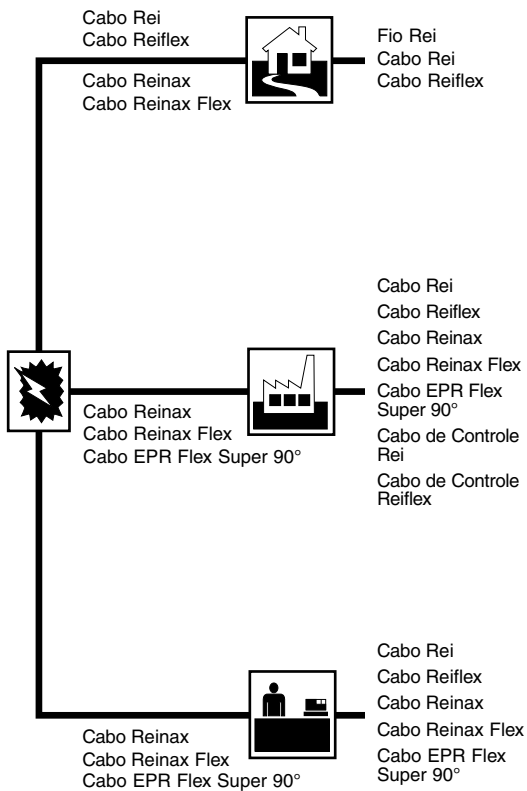 Cabo Rei
Cabo Reiflex
Cabo Reinax
Cabo Reinax Flex
Fio Rei
Cabo Rei
Cabo Reiflex
Cabo Reinax
Cabo Reinax Flex
Cabo EPR Flex Super 90°
Cabo Rei
Cabo Reiflex
Cabo Reinax
Cabo Reinax Flex
Cabo EPR Flex
Super 90°
Cabo de Controle
Rei
Cabo de Controle
Reiflex
Cabo Reinax
Cabo Reinax Flex
Cabo EPR Flex Super 90°
Cabo Rei
Cabo Reiflex
Cabo Reinax
Cabo Reinax Flex
Cabo EPR Flex
Super 90°